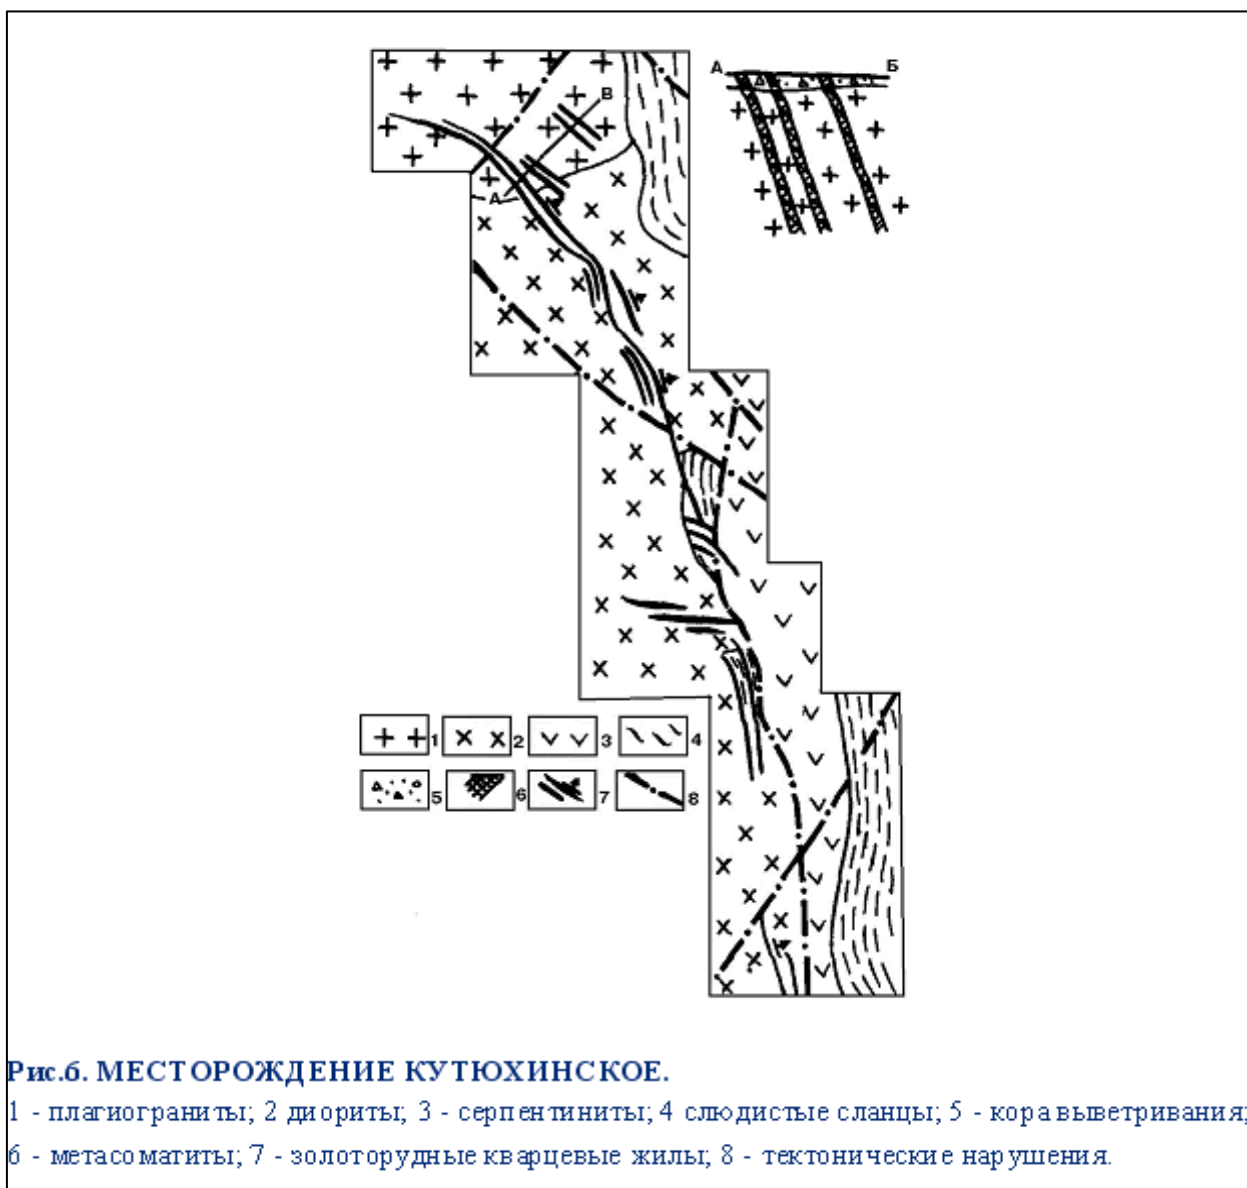 А Б
В
А
1 2 3 4
5 6 7 8
Рис.6. МЕСТОРОЖДЕНИЕ КУТЮХИНСКОЕ.
1 - плагиограниты; 2 диориты; 3 - серпентиниты; 4 слюдистые сланцы; 5 - кора выветривания;
6 - метасоматиты; 7 - золоторудные кварцевые жилы; 8 - тектонические нарушения.